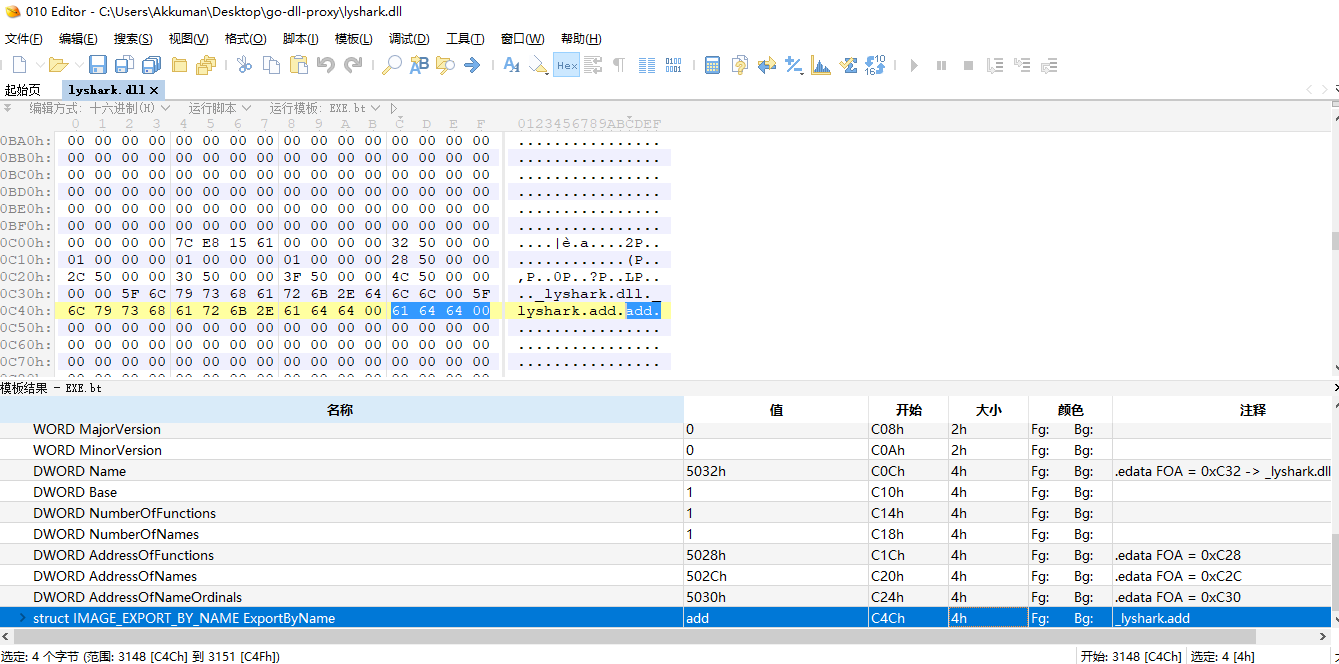 010 Editor - C:\Users\Akkuman\Desktop\go-dll-proxy\lyshark.dll
文件(F) 编辑(E) 搜索(S) 视图(V) 格式(O) 脚本(I) 模板(L) 调试(D) 工具(T) 窗口(W) 帮助(H)
起始页 lyshark.dll ×
编辑方式: 十六进制(H) 运行脚本 运行模板: EXE.bt
0 1 2 3 4 5 6 7 8 9 A B C D E F 0123456789ABCDEF
0BA0h: 00 00 00 00 00 00 00 00 00 00 00 00 00 00 00 00 ................
0BB0h: 00 00 00 00 00 00 00 00 00 00 00 00 00 00 00 00 ................
0BC0h: 00 00 00 00 00 00 00 00 00 00 00 00 00 00 00 00 ................
0BD0h: 00 00 00 00 00 00 00 00 00 00 00 00 00 00 00 00 ................
0BE0h: 00 00 00 00 00 00 00 00 00 00 00 00 00 00 00 00 ................
0BF0h: 00 00 00 00 00 00 00 00 00 00 00 00 00 00 00 00 ................
0C00h: 00 00 00 00 7C E8 15 61 00 00 00 00 32 50 00 00 ....|è.a....2P..
0C10h: 01 00 00 00 01 00 00 00 01 00 00 00 28 50 00 00 ............(P..
0C20h: 2C 50 00 00 30 50 00 00 3F 50 00 00 4C 50 00 00 ,P..0P..?P..LP..
0C30h: 00 00 5F 6C 79 73 68 61 72 6B 2E 64 6C 6C 00 5F .._lyshark.dll._
0C40h: 6C 79 73 68 61 72 6B 2E 61 64 64 00 61 64 64 00 lyshark.add.add.
0C50h: 00 00 00 00 00 00 00 00 00 00 00 00 00 00 00 00 ................
0C60h: 00 00 00 00 00 00 00 00 00 00 00 00 00 00 00 00 ................
0C70h: 00 00 00 00 00 00 00 00 00 00 00 00 00 00 00 00 ................
模板结果 - EXE.bt
名称 值 开始 大小 颜色 注释
WORD MajorVersion 0 C08h 2h Fg: Bg:
WORD MinorVersion 0 C0Ah 2h Fg: Bg:
DWORD Name 5032h C0Ch 4h Fg: Bg: .edata FOA = 0xC32 -> _lyshark.dll
DWORD Base 1 C10h 4h Fg: Bg:
DWORD NumberOfFunctions 1 C14h 4h Fg: Bg:
DWORD NumberOfNames 1 C18h 4h Fg: Bg:
DWORD AddressOfFunctions 5028h C1Ch 4h Fg: Bg: .edata FOA = 0xC28
DWORD AddressOfNames 502Ch C20h 4h Fg: Bg: .edata FOA = 0xC2C
DWORD AddressOfNameOrdinals 5030h C24h 4h Fg: Bg: .edata FOA = 0xC30
struct IMAGE_EXPORT_BY_NAME ExportByName add C4Ch 4h Fg: Bg: _lyshark.add
选定: 4 个字节 (范围: 3148 [C4Ch] 到 3151 [C4Fh]) 开始: 3148 [C4Ch] 选定: 4 [4h]